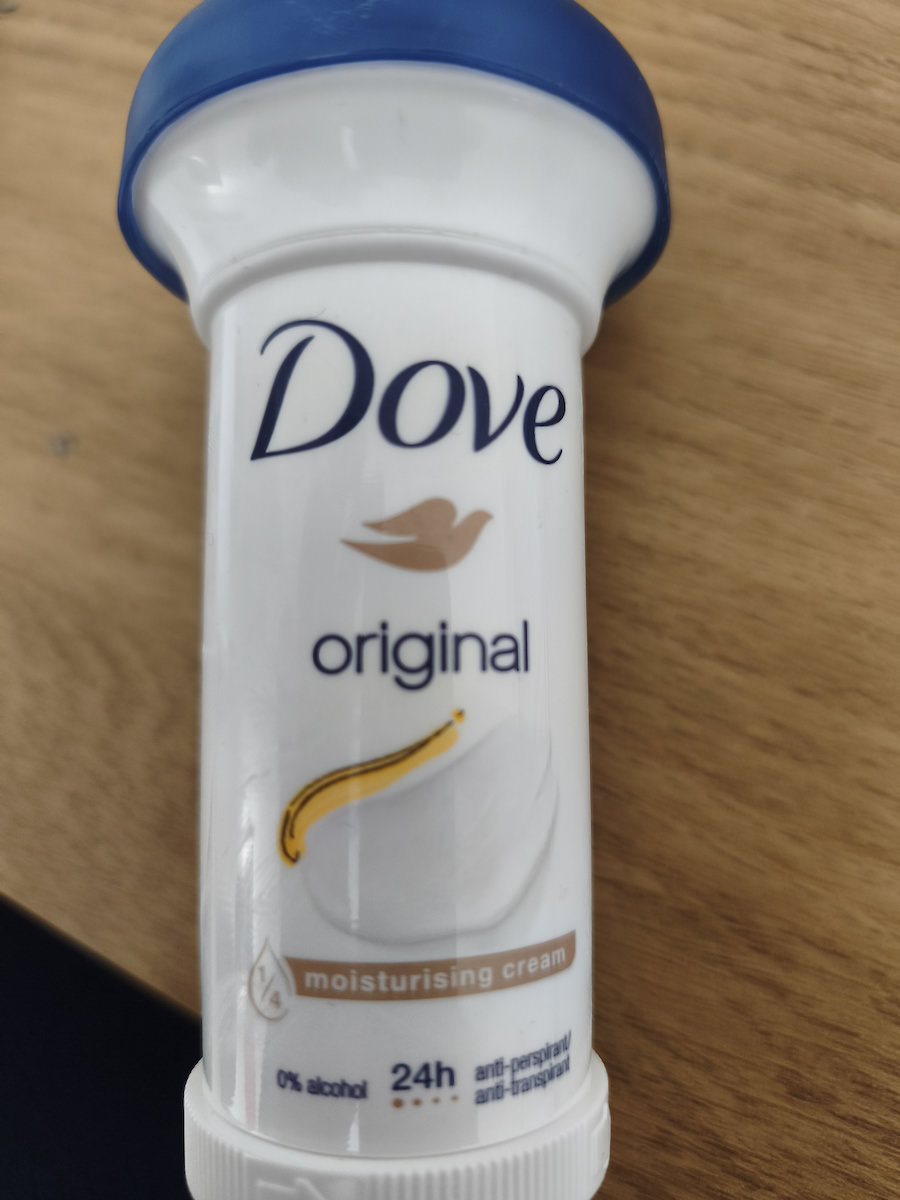 Dove
original
1/4 moisturising cream
0% alcohol 24h anti-perspirant/
anti-transpirant